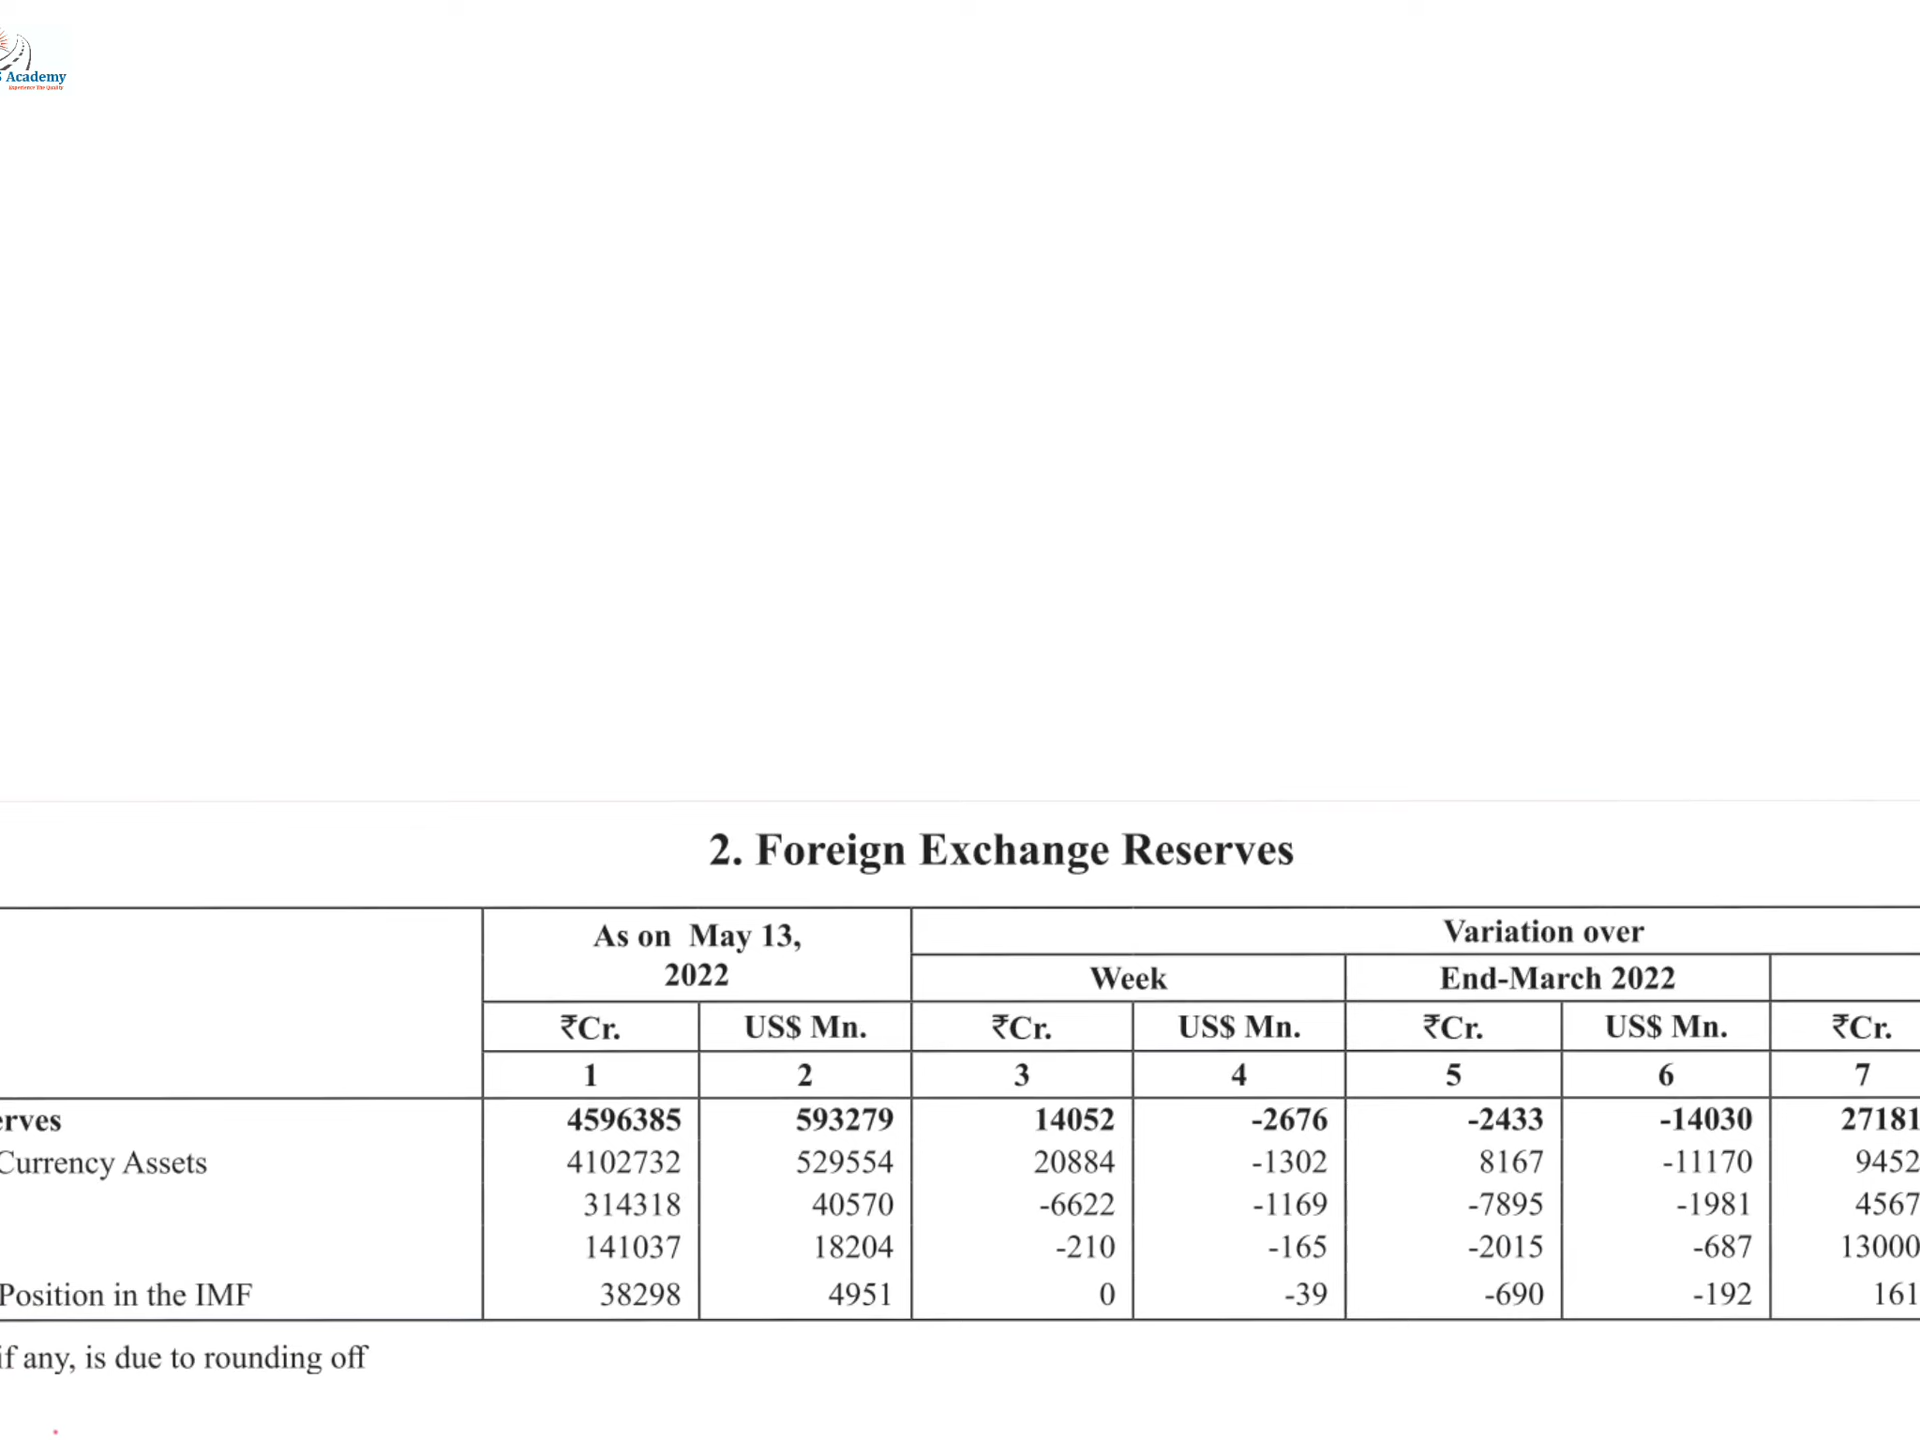 Academy
Experience The Quality
2. Foreign Exchange Reserves
As on May 13, 2022 Variation over
Week End-March 2022
₹Cr. US$ Mn. ₹Cr. US$ Mn. ₹Cr. US$ Mn. ₹Cr.
1 2 3 4 5 6 7
erves 4596385 593279 14052 -2676 -2433 -14030 27181
Currency Assets 4102732 529554 20884 -1302 8167 -11170 9452
314318 40570 -6622 -1169 -7895 -1981 4567
141037 18204 -210 -165 -2015 -687 13000
Position in the IMF 38298 4951 0 -39 -690 -192 161
if any, is due to rounding off